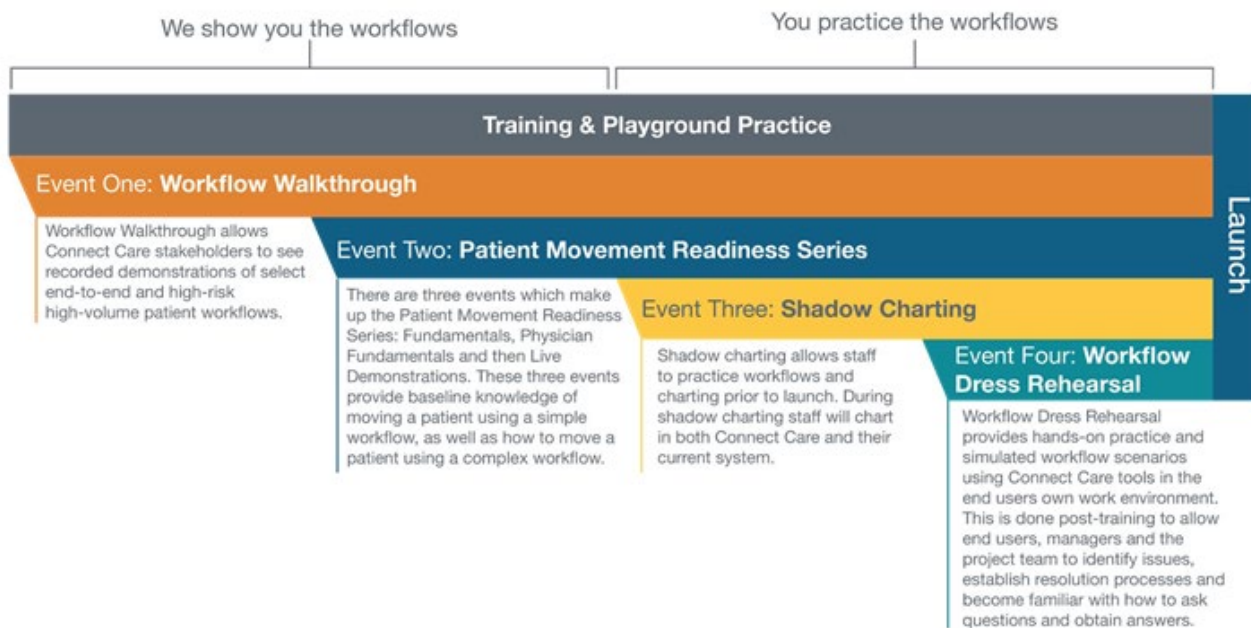 We show you the workflows
You practice the workflows
Training & Playground Practice
Event One: Workflow Walkthrough
Workflow Walkthrough allows
Connect Care stakeholders to see
recorded demonstrations of select
end-to-end and high-risk
high-volume patient workflows.
Event Two: Patient Movement Readiness Series
There are three events which make
up the Patient Movement Readiness
Series: Fundamentals, Physician
Fundamentals and then Live
Demonstrations. These three events
provide baseline knowledge of
moving a patient using a simple
workflow, as well as how to move a
patient using a complex workflow.
Event Three: Shadow Charting
Shadow charting allows staff
to practice workflows and
charting prior to launch. During
shadow charting staff will chart
in both Connect Care and their
current system.
Event Four: Workflow
Dress Rehearsal
Workflow Dress Rehearsal
provides hands-on practice and
simulated workflow scenarios
using Connect Care tools in the
end users own work environment.
This is done post-training to allow
end users, managers and the
project team to identify issues,
establish resolution processes and
become familiar with how to ask
questions and obtain answers.
Launch